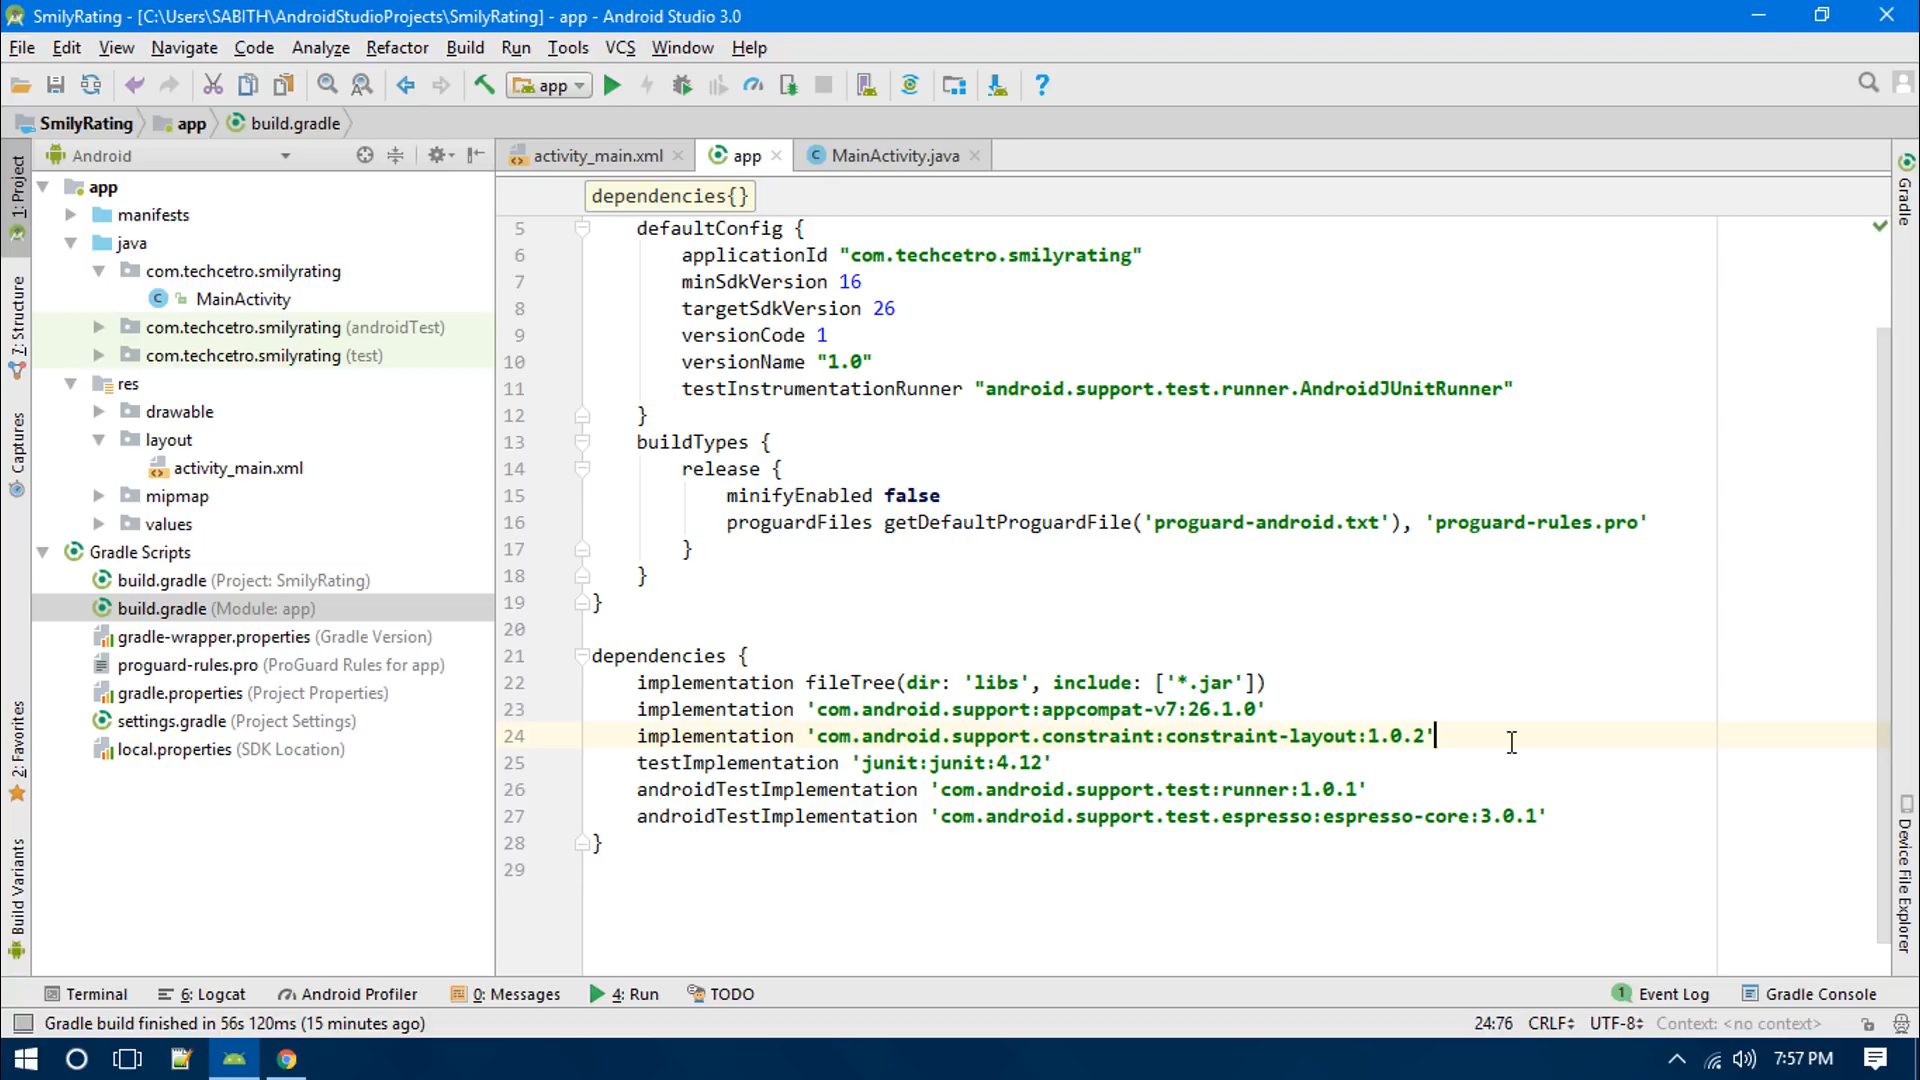 SmilyRating - [C:\Users\SABITH\AndroidStudioProjects\SmilyRating] - app - Android Studio 3.0
File Edit View Navigate Code Analyze Refactor Build Run Tools VCS Window Help
app
SmilyRating app build.gradle
Android
activity_main.xml app MainActivity.java
1: Project
7: Structure
Captures
2: Favorites
Build Variants
app
manifests
java
com.techcetro.smilyrating
MainActivity
com.techcetro.smilyrating (androidTest)
com.techcetro.smilyrating (test)
res
drawable
layout
activity_main.xml
mipmap
values
Gradle Scripts
build.gradle (Project: SmilyRating)
build.gradle (Module: app)
gradle-wrapper.properties (Gradle Version)
proguard-rules.pro (ProGuard Rules for app)
gradle.properties (Project Properties)
settings.gradle (Project Settings)
local.properties (SDK Location)
dependencies{}
5 defaultConfig {
6 applicationId "com.techcetro.smilyrating"
7 minSdkVersion 16
8 targetSdkVersion 26
9 versionCode 1
10 versionName "1.0"
11 testInstrumentationRunner "android.support.test.runner.AndroidJUnitRunner"
12 }
13 buildTypes {
14 release {
15 minifyEnabled false
16 proguardFiles getDefaultProguardFile('proguard-android.txt'), 'proguard-rules.pro'
17 }
18 }
19 }
20
21 dependencies {
22 implementation fileTree(dir: 'libs', include: ['*.jar'])
23 implementation 'com.android.support:appcompat-v7:26.1.0'
24 implementation 'com.android.support.constraint:constraint-layout:1.0.2'
25 testImplementation 'junit:junit:4.12'
26 androidTestImplementation 'com.android.support.test:runner:1.0.1'
27 androidTestImplementation 'com.android.support.test.espresso:espresso-core:3.0.1'
28 }
29
Gradle
Device File Explorer
Terminal 6: Logcat Android Profiler 0: Messages 4: Run TODO 1 Event Log Gradle Console
Gradle build finished in 56s 120ms (15 minutes ago) 24:76 CRLF UTF-8 Context: <no context>
7:57 PM